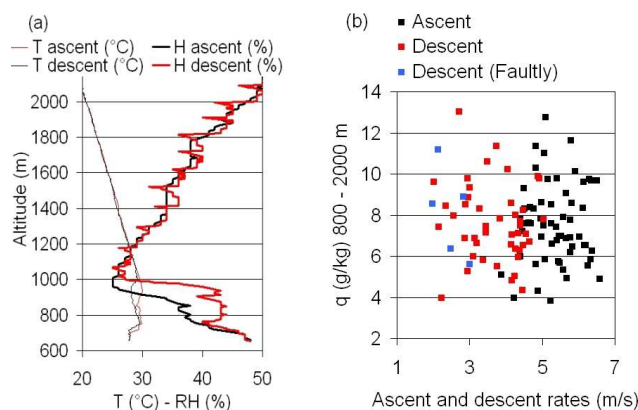 (a)
T ascent (°C) H ascent (%)
T descent (°C) H descent (%)
Altitude (m)
2000
1800
1600
1400
1200
1000
800
600
20 30 40 50
T (°C) - RH (%)
(b)
Ascent
Descent
Descent (Faultly)
q (g/kg) 800 - 2000 m
14
12
10
8
6
4
2
1 3 5 7
Ascent and descent rates (m/s)